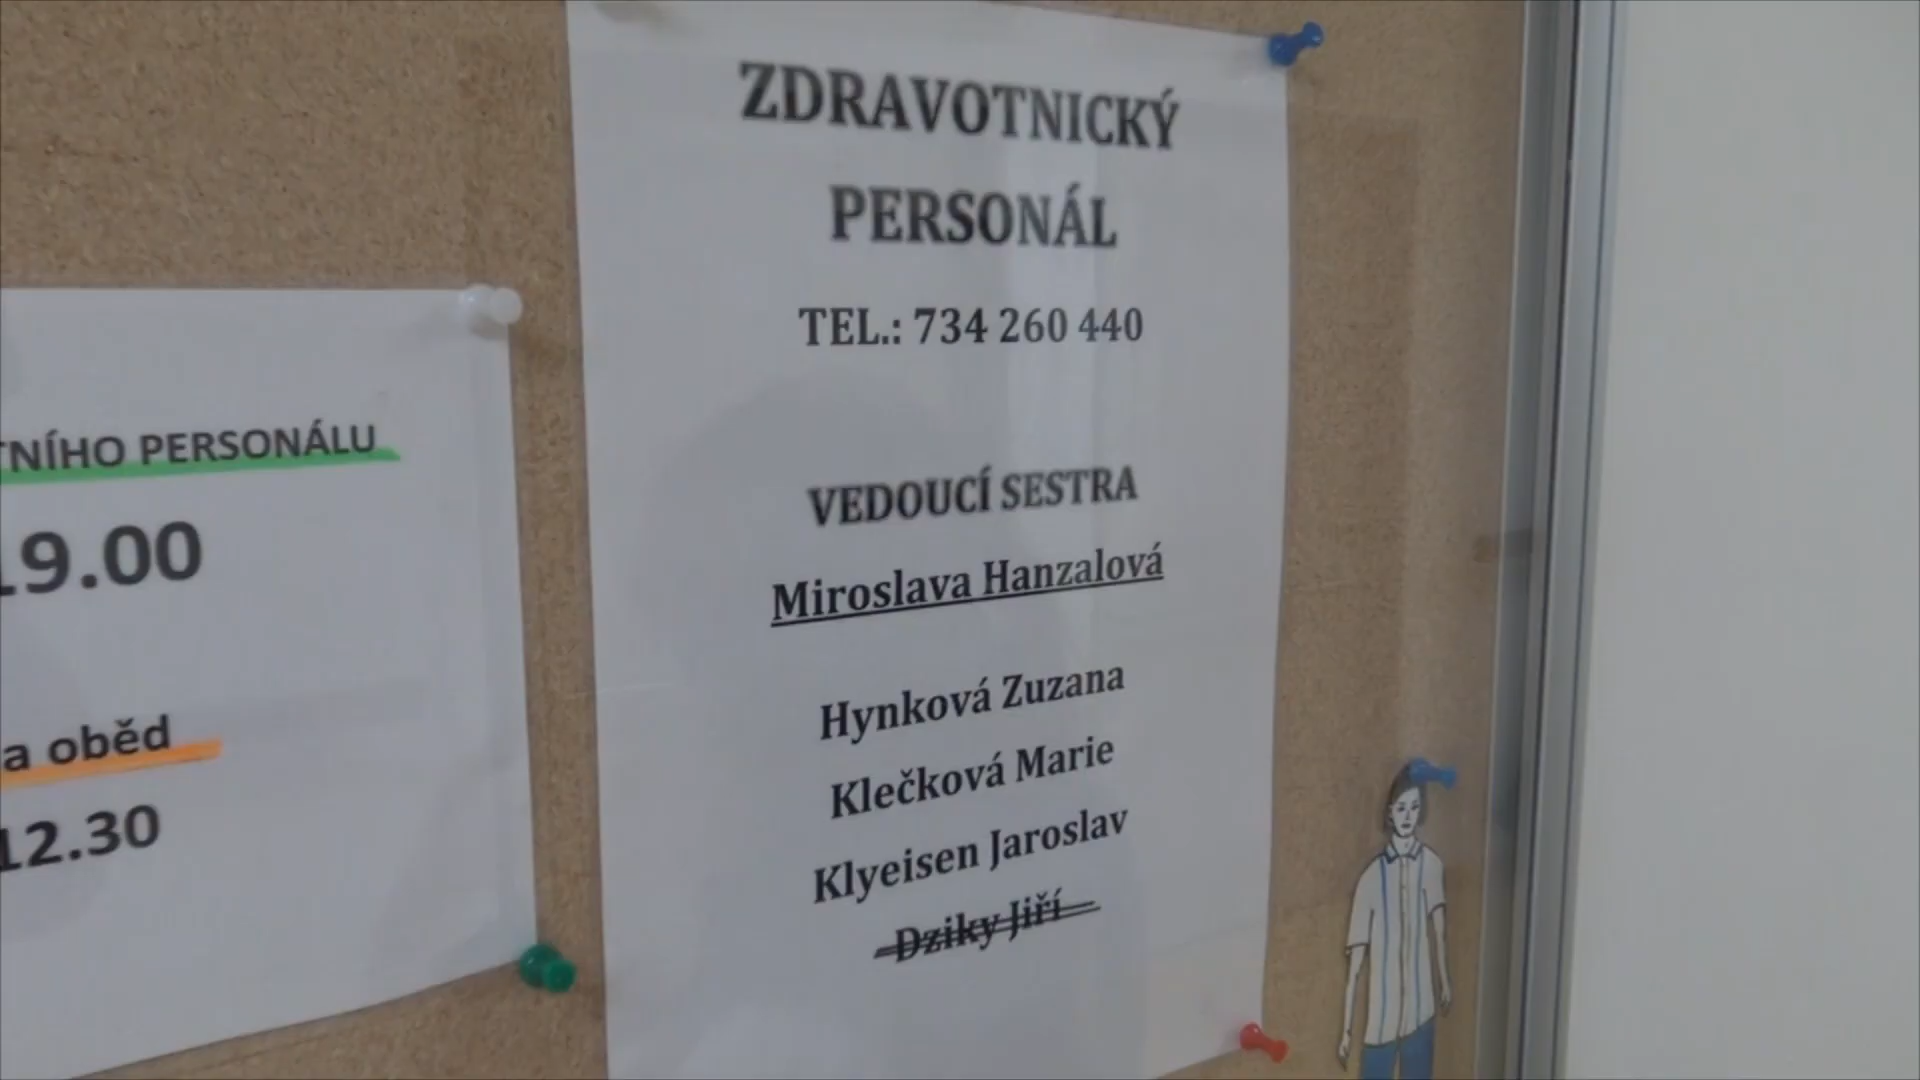 TNÍHO PERSONÁLU
19.00
a oběd
12.30
ZDRAVOTNICKÝ
PERSONÁL
TEL.: 734 260 440
VEDOUCÍ SESTRA
Miroslava Hanzalová
Hynková Zuzana
Klečková Marie
Klyeisen Jaroslav
Dziky Jiří